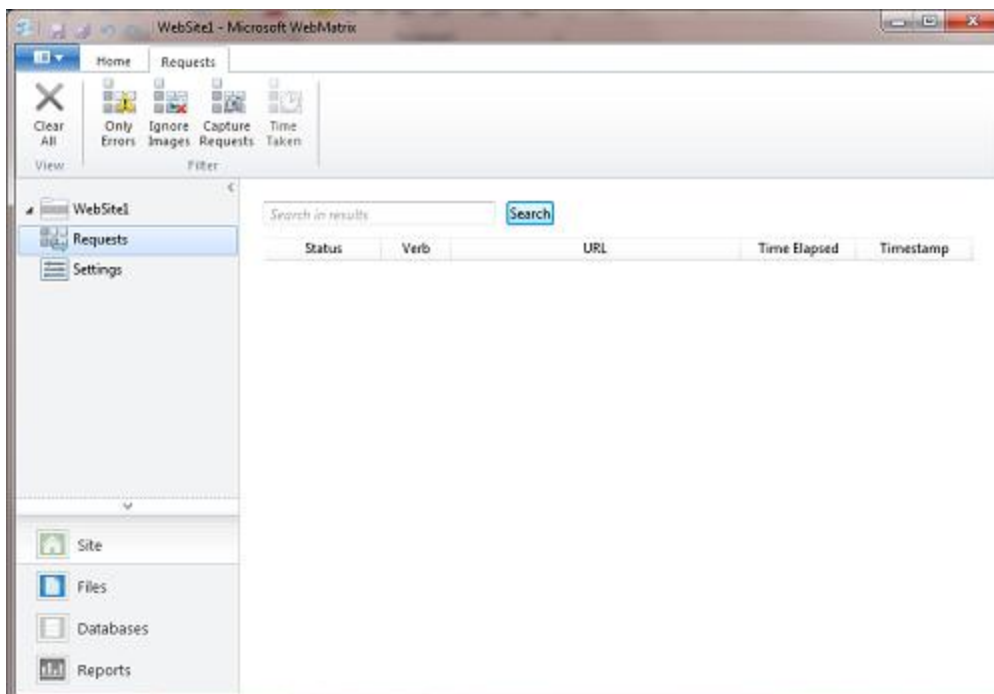 WebSite1 - Microsoft WebMatrix
Home Requests
Clear All
Only Errors
Ignore Images
Capture Requests
Time Taken
View Filter
WebSite1
Requests
Settings
Search in results Search
Status Verb URL Time Elapsed Timestamp
Site
Files
Databases
Reports